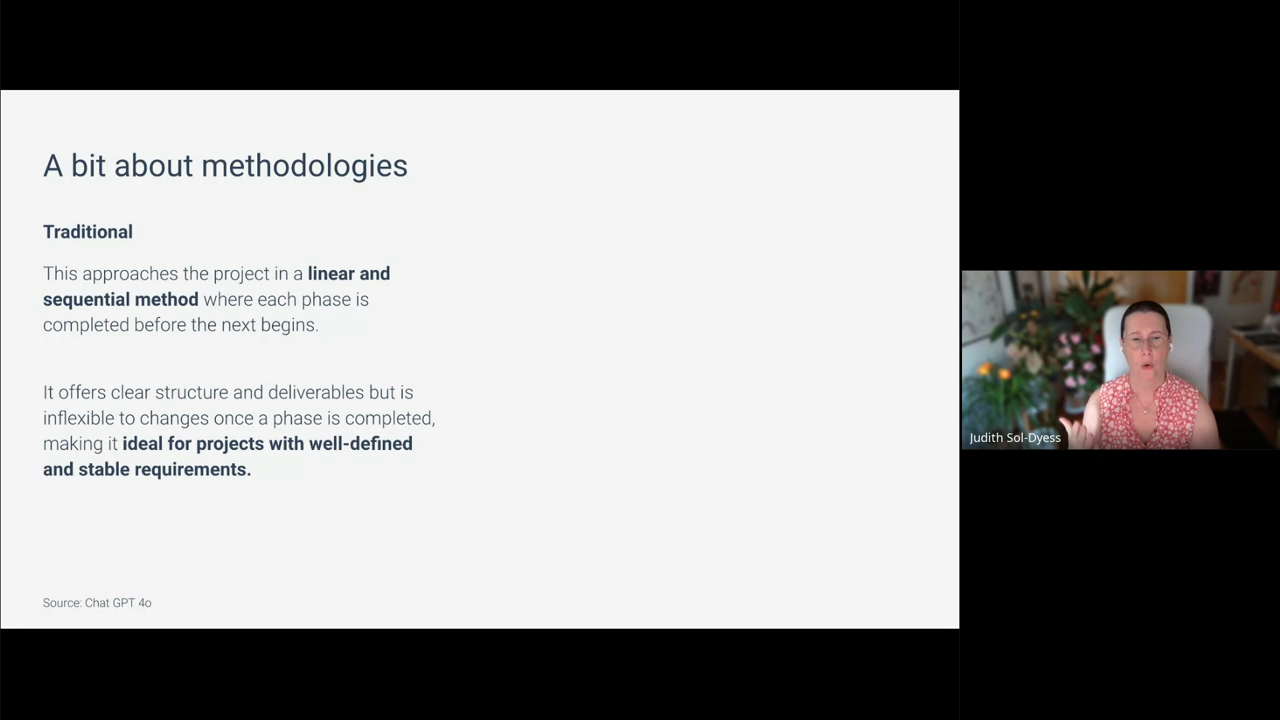 A bit about methodologies
Traditional
This approaches the project in a linear and
sequential method where each phase is
completed before the next begins.
It offers clear structure and deliverables but is
inflexible to changes once a phase is completed,
making it ideal for projects with well-defined
and stable requirements.
Source: Chat GPT 4o
Judith Sol-Dyess